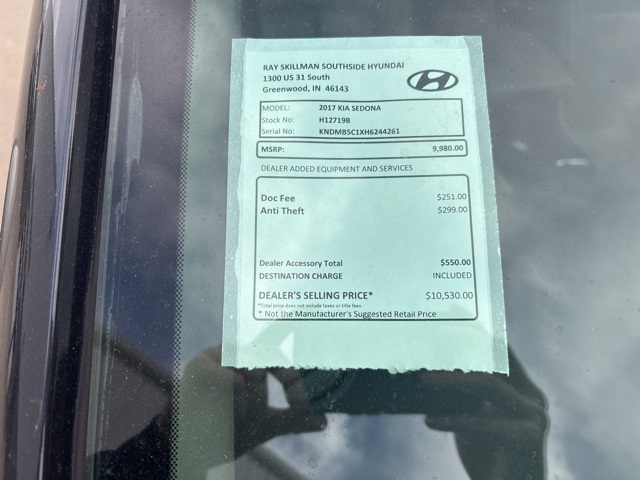 RAY SKILLMAN SOUTHSIDE HYUNDAI
1300 US 31 South
Greenwood, IN 46143
MODEL: 2017 KIA SEDONA
Stock No: H12719B
Serial No: KNDMB5C1XH6244261
MSRP: 9,980.00
DEALER ADDED EQUIPMENT AND SERVICES
Doc Fee $251.00
Anti Theft $299.00
Dealer Accessory Total $550.00
DESTINATION CHARGE INCLUDED
DEALER'S SELLING PRICE* $10,530.00
*Total price does not include taxes or title fees
* Not the Manufacturer's Suggested Retail Price